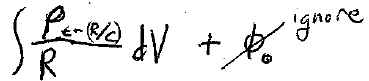 ∫ ρ_{t-(R/c)} / R dV + ϕ₀ ignore